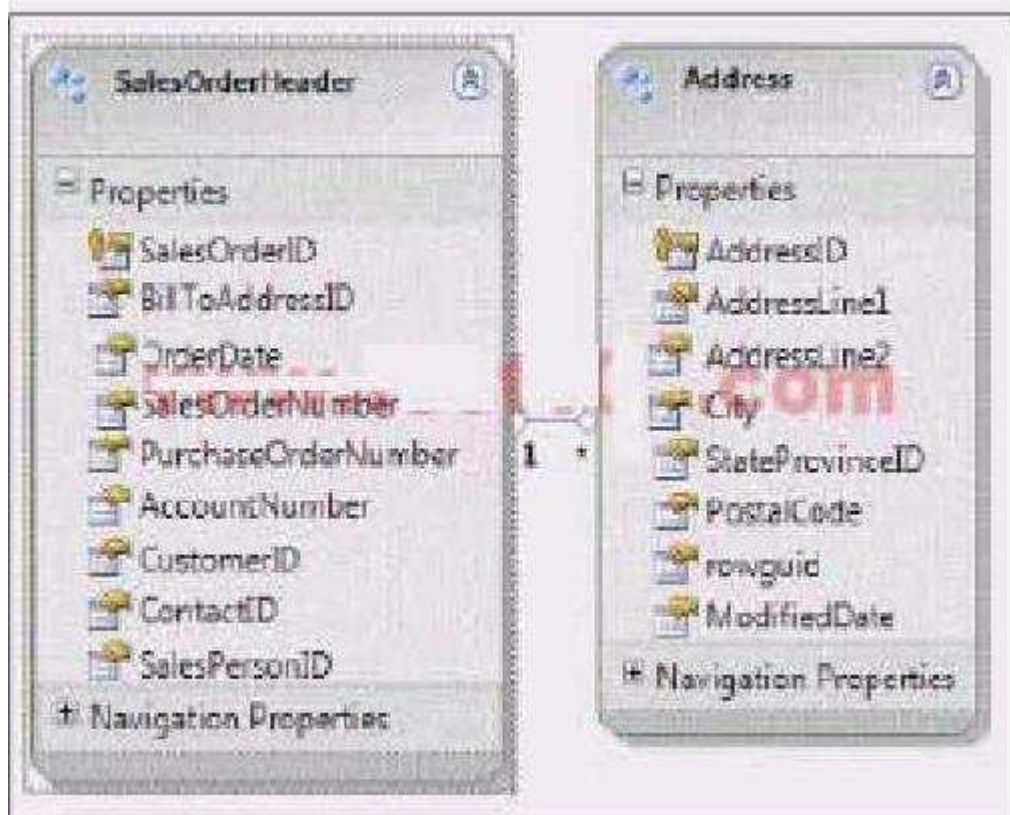 SalesOrderHeader
Properties
SalesOrderID
BillToAddressID
OrderDate
SalesOrderNumber
PurchaseOrderNumber
AccountNumber
CustomerID
ContactID
SalesPersonID
Navigation Properties
1 *
Address
Properties
AddressID
AddressLine1
AddressLine2
City
StateProvinceID
PostalCode
rowguid
ModifiedDate
Navigation Properties
.com